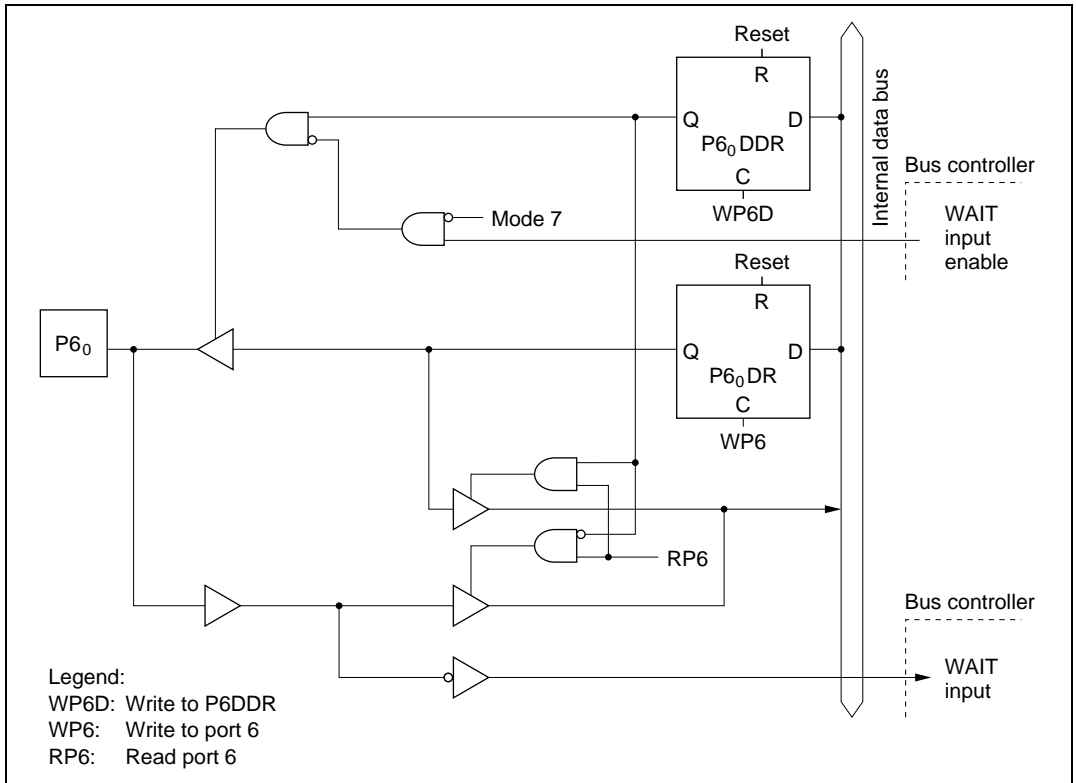 Reset
R
Q
D
P6₀DDR
C
WP6D
Internal data bus
Bus controller
WAIT
input
enable
Mode 7
Reset
R
P6₀
Q
D
P6₀DR
C
WP6
RP6
Bus controller
WAIT
input
Legend:
WP6D: Write to P6DDR
WP6: Write to port 6
RP6: Read port 6